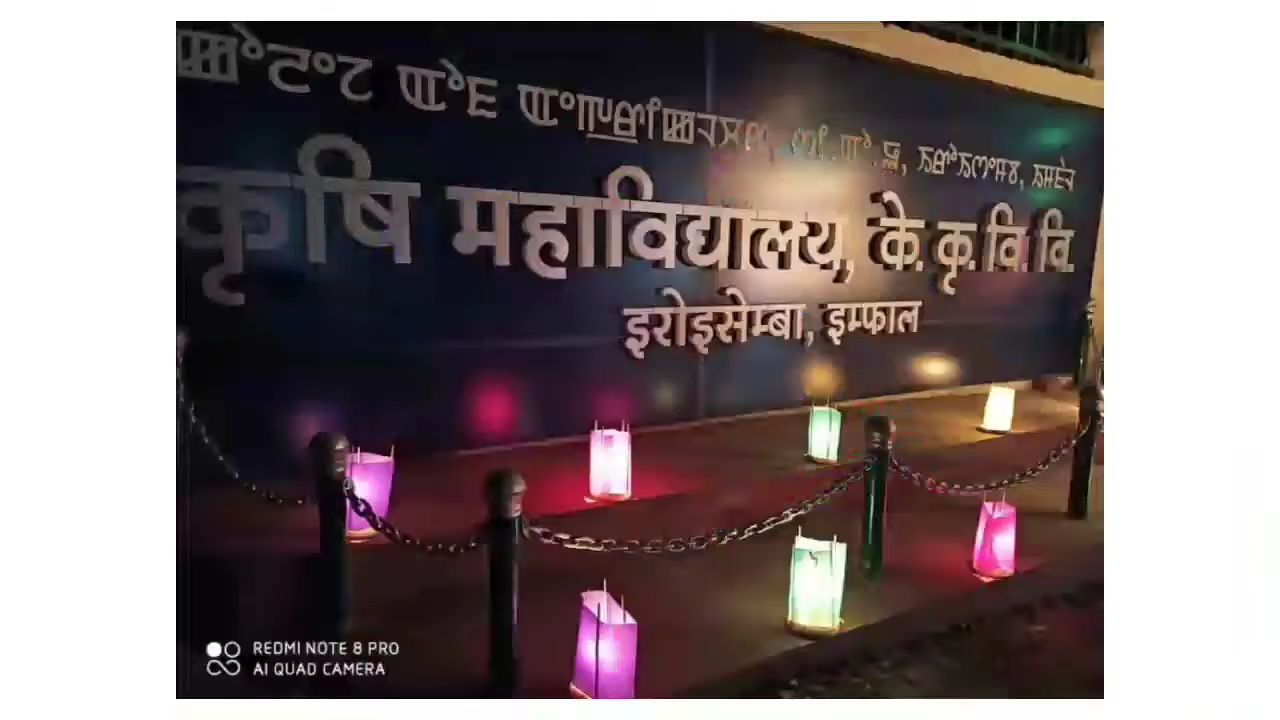 ꯀꯣꯂꯦꯖ ꯑꯣꯐ
कृषि महाविद्यालय, के. कृ. वि. वि.
इरोइसेम्बा, इम्फाल
REDMI NOTE 8 PRO
AI QUAD CAMERA